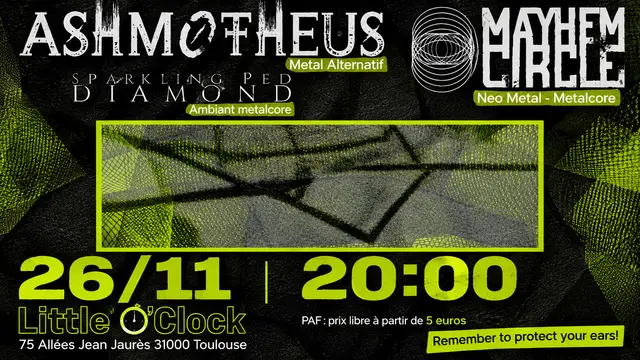 ASHMOTHEUS
Metal Alternatif
SPARKLING PED
DIAMOND
Ambiant metalcore
MAYHEM
CIRCLE
Neo Metal - Metalcore
26/11
20:00
Little O'Clock
75 Allées Jean Jaurès 31000 Toulouse
PAF : prix libre à partir de 5 euros
Remember to protect your ears!